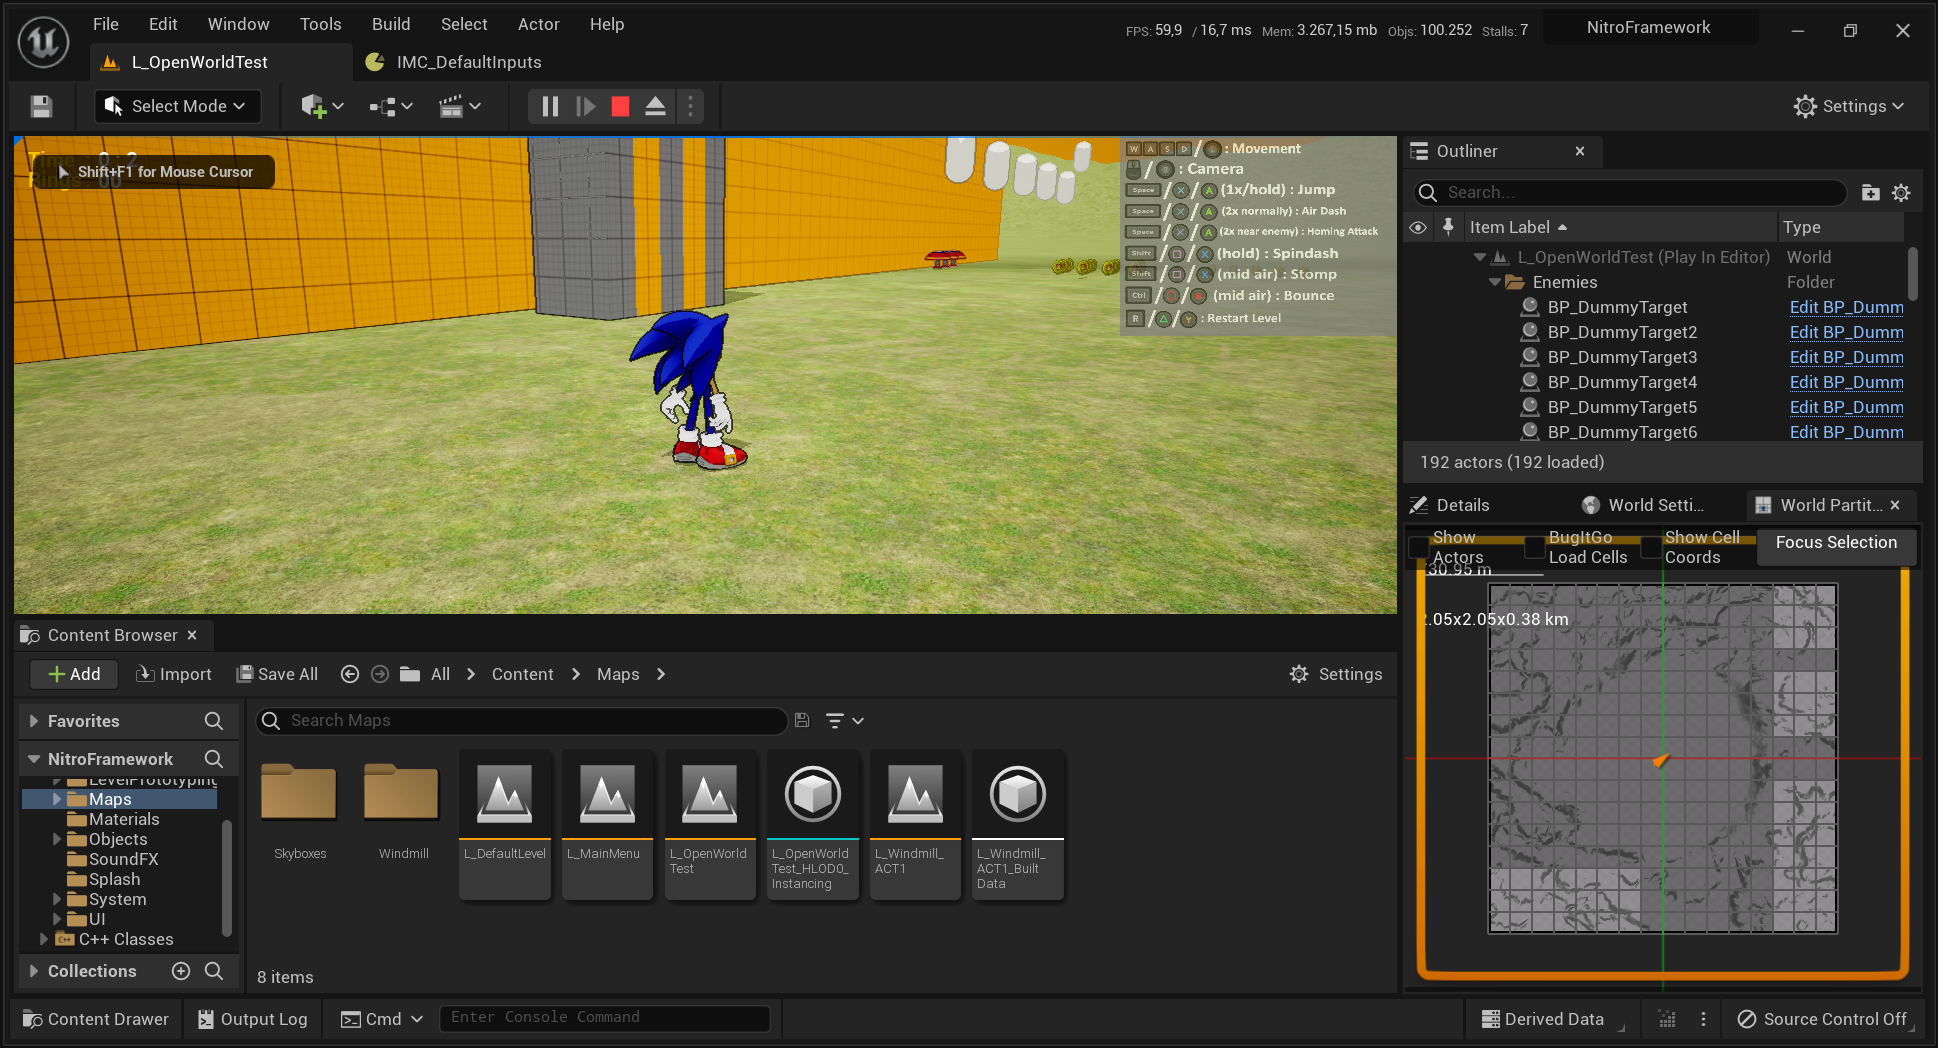 File Edit Window Tools Build Select Actor Help
FPS: 59,9 / 16,7 ms Mem: 3.267,15 mb Objs: 100.252 Stalls: 7
NitroFramework
L_OpenWorldTest
IMC_DefaultInputs
Select Mode
Settings
Time 0 : 2
Shift+F1 for Mouse Cursor
Rings 00
W A S D / L : Movement
/ R : Camera
Space / X / A (1x/hold) : Jump
Space / X / A (2x normally) : Air Dash
Space / X / A (2x near enemy) : Homing Attack
Shift / / X (hold) : Spindash
Shift / / X (mid air) : Stomp
Ctrl / / (mid air) : Bounce
R / / Y : Restart Level
Outliner
Search...
Item Label Type
L_OpenWorldTest (Play In Editor) World
Enemies Folder
BP_DummyTarget Edit BP_Dumm
BP_DummyTarget2 Edit BP_Dumm
BP_DummyTarget3 Edit BP_Dumm
BP_DummyTarget4 Edit BP_Dumm
BP_DummyTarget5 Edit BP_Dumm
BP_DummyTarget6 Edit BP_Dumm
192 actors (192 loaded)
Details World Setti... World Partit...
Show Actors
BugItGo Load Cells
Show Cell Coords
Focus Selection
30.95 m
.05x2.05x0.38 km
Content Browser
Add Import Save All All Content Maps Settings
Favorites
Search Maps
NitroFramework
LevelPrototyping
Maps
Materials
Objects
SoundFX
Splash
System
UI
C++ Classes
Collections
Skyboxes
Windmill
L_DefaultLevel
L_MainMenu
L_OpenWorld
Test
L_OpenWorld
Test_HLOD0_
Instancing
L_Windmill_
ACT1
L_Windmill_
ACT1_Built
Data
8 items
Content Drawer Output Log Cmd Enter Console Command Derived Data Source Control Off